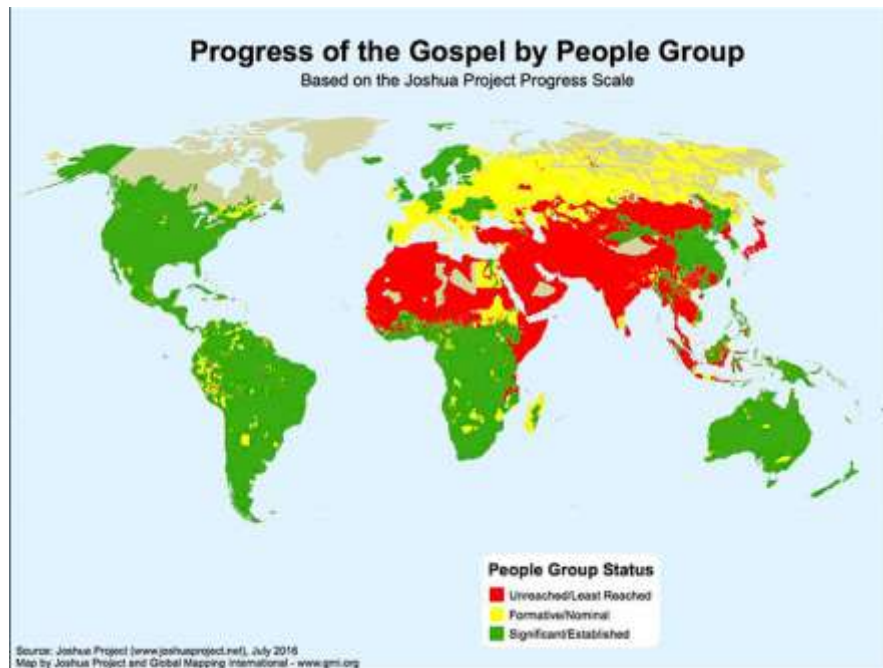 Progress of the Gospel by People Group
Based on the Joshua Project Progress Scale
People Group Status
Unreached/Least Reached
Formative/Nominal
Significant/Established
Source: Joshua Project (www.joshuaproject.net), July 2016
Map by Joshua Project and Global Mapping International - www.gmi.org